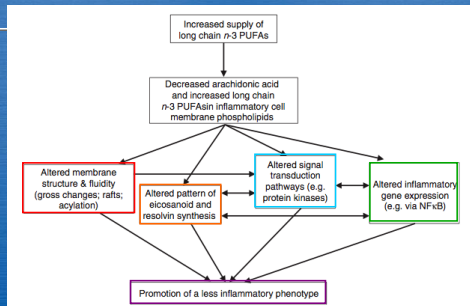 Increased supply of
long chain n-3 PUFAs
Decreased arachidonic acid
and increased long chain
n-3 PUFAsin inflammatory cell
membrane phospholipids
Altered membrane
structure & fluidity
(gross changes; rafts;
acylation)
Altered pattern of
eicosanoid and
resolvin synthesis
Altered signal
transduction
pathways (e.g.
protein kinases)
Altered inflammatory
gene expression
(e.g. via NFκB)
Promotion of a less inflammatory phenotype